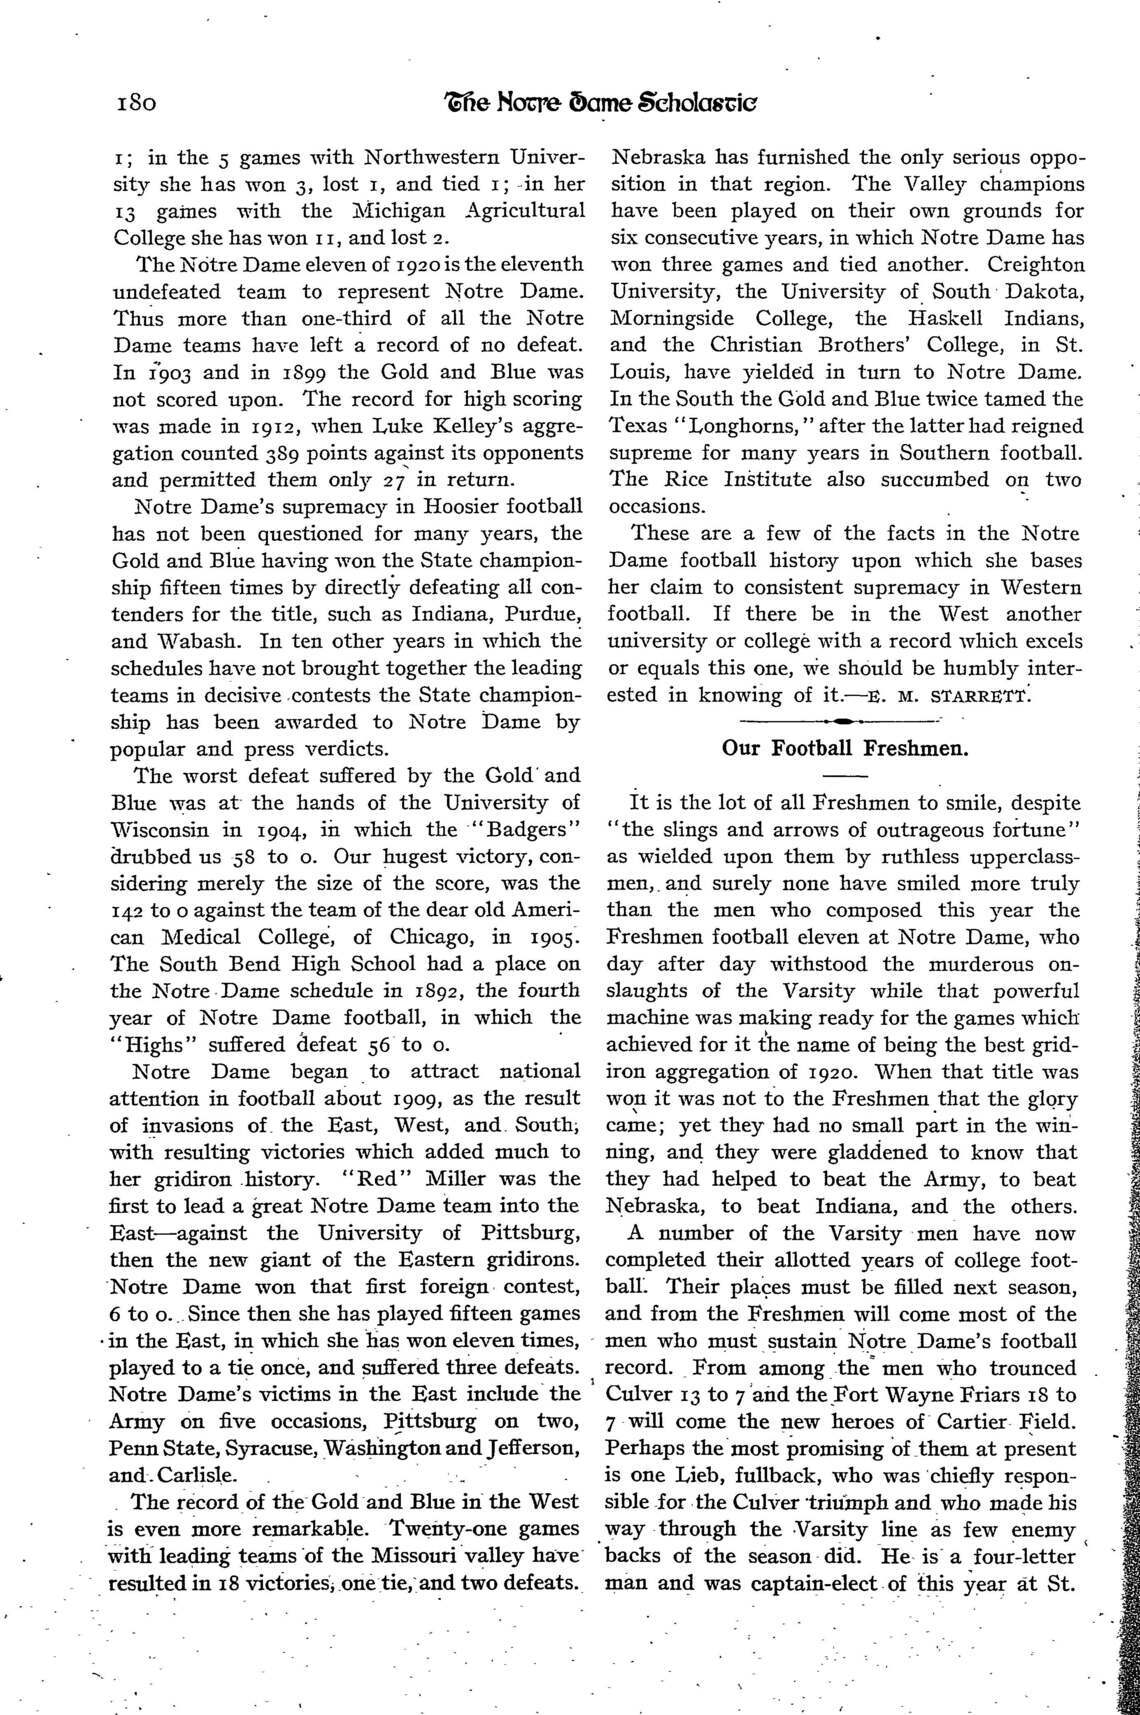 180
The Notre Dame Scholastic
1; in the 5 games with Northwestern Univer-
sity she has won 3, lost 1, and tied 1; in her
13 games with the Michigan Agricultural
College she has won 11, and lost 2.
The Notre Dame eleven of 1920 is the eleventh
undefeated team to represent Notre Dame.
Thus more than one-third of all the Notre
Dame teams have left a record of no defeat.
In 1903 and in 1899 the Gold and Blue was
not scored upon. The record for high scoring
was made in 1912, when Luke Kelley's aggre-
gation counted 389 points against its opponents
and permitted them only 27 in return.
Notre Dame's supremacy in Hoosier football
has not been questioned for many years, the
Gold and Blue having won the State champion-
ship fifteen times by directly defeating all con-
tenders for the title, such as Indiana, Purdue,
and Wabash. In ten other years in which the
schedules have not brought together the leading
teams in decisive contests the State champion-
ship has been awarded to Notre Dame by
popular and press verdicts.
The worst defeat suffered by the Gold and
Blue was at the hands of the University of
Wisconsin in 1904, in which the "Badgers"
drubbed us 58 to 0. Our hugest victory, con-
sidering merely the size of the score, was the
142 to 0 against the team of the dear old Ameri-
can Medical College, of Chicago, in 1905.
The South Bend High School had a place on
the Notre Dame schedule in 1892, the fourth
year of Notre Dame football, in which the
"Highs" suffered defeat 56 to 0.
Notre Dame began to attract national
attention in football about 1909, as the result
of invasions of the East, West, and South,
with resulting victories which added much to
her gridiron history. "Red" Miller was the
first to lead a great Notre Dame team into the
East—against the University of Pittsburg,
then the new giant of the Eastern gridirons.
Notre Dame won that first foreign contest,
6 to 0. Since then she has played fifteen games
in the East, in which she has won eleven times,
played to a tie once, and suffered three defeats.
Notre Dame's victims in the East include the
Army on five occasions, Pittsburg on two,
Penn State, Syracuse, Washington and Jefferson,
and Carlisle.
The record of the Gold and Blue in the West
is even more remarkable. Twenty-one games
with leading teams of the Missouri valley have
resulted in 18 victories, one tie, and two defeats.
Nebraska has furnished the only serious oppo-
sition in that region. The Valley champions
have been played on their own grounds for
six consecutive years, in which Notre Dame has
won three games and tied another. Creighton
University, the University of South Dakota,
Morningside College, the Haskell Indians,
and the Christian Brothers' College, in St.
Louis, have yielded in turn to Notre Dame.
In the South the Gold and Blue twice tamed the
Texas "Longhorns," after the latter had reigned
supreme for many years in Southern football.
The Rice Institute also succumbed on two
occasions.
These are a few of the facts in the Notre
Dame football history upon which she bases
her claim to consistent supremacy in Western
football. If there be in the West another
university or college with a record which excels
or equals this one, we should be humbly inter-
ested in knowing of it.—E. M. STARRETT.
Our Football Freshmen.
It is the lot of all Freshmen to smile, despite
"the slings and arrows of outrageous fortune"
as wielded upon them by ruthless upperclass-
men, and surely none have smiled more truly
than the men who composed this year the
Freshmen football eleven at Notre Dame, who
day after day withstood the murderous on-
slaughts of the Varsity while that powerful
machine was making ready for the games which
achieved for it the name of being the best grid-
iron aggregation of 1920. When that title was
won it was not to the Freshmen that the glory
came; yet they had no small part in the win-
ning, and they were gladdened to know that
they had helped to beat the Army, to beat
Nebraska, to beat Indiana, and the others.
A number of the Varsity men have now
completed their allotted years of college foot-
ball. Their places must be filled next season,
and from the Freshmen will come most of the
men who must sustain Notre Dame's football
record. From among the men who trounced
Culver 13 to 7 and the Fort Wayne Friars 18 to
7 will come the new heroes of Cartier Field.
Perhaps the most promising of them at present
is one Lieb, fullback, who was chiefly respon-
sible for the Culver triumph and who made his
way through the Varsity line as few enemy
backs of the season did. He is a four-letter
man and was captain-elect of this year at St.